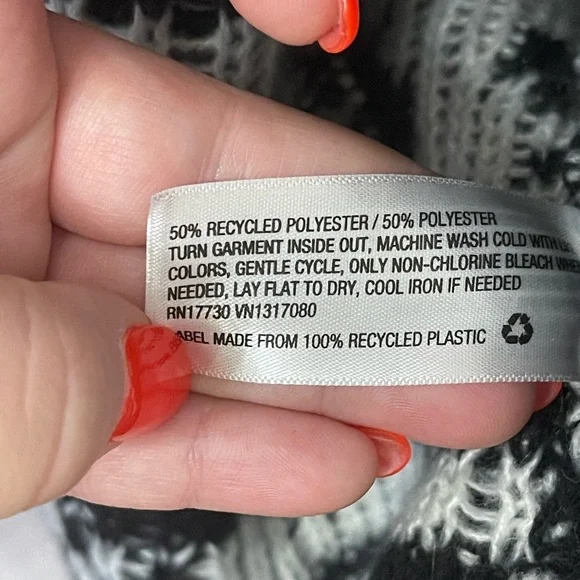 50% RECYCLED POLYESTER / 50% POLYESTER
TURN GARMENT INSIDE OUT, MACHINE WASH COLD WITH
COLORS, GENTLE CYCLE, ONLY NON-CHLORINE BLEACH
NEEDED, LAY FLAT TO DRY, COOL IRON IF NEEDED
RN17730 VN1317080
LABEL MADE FROM 100% RECYCLED PLASTIC